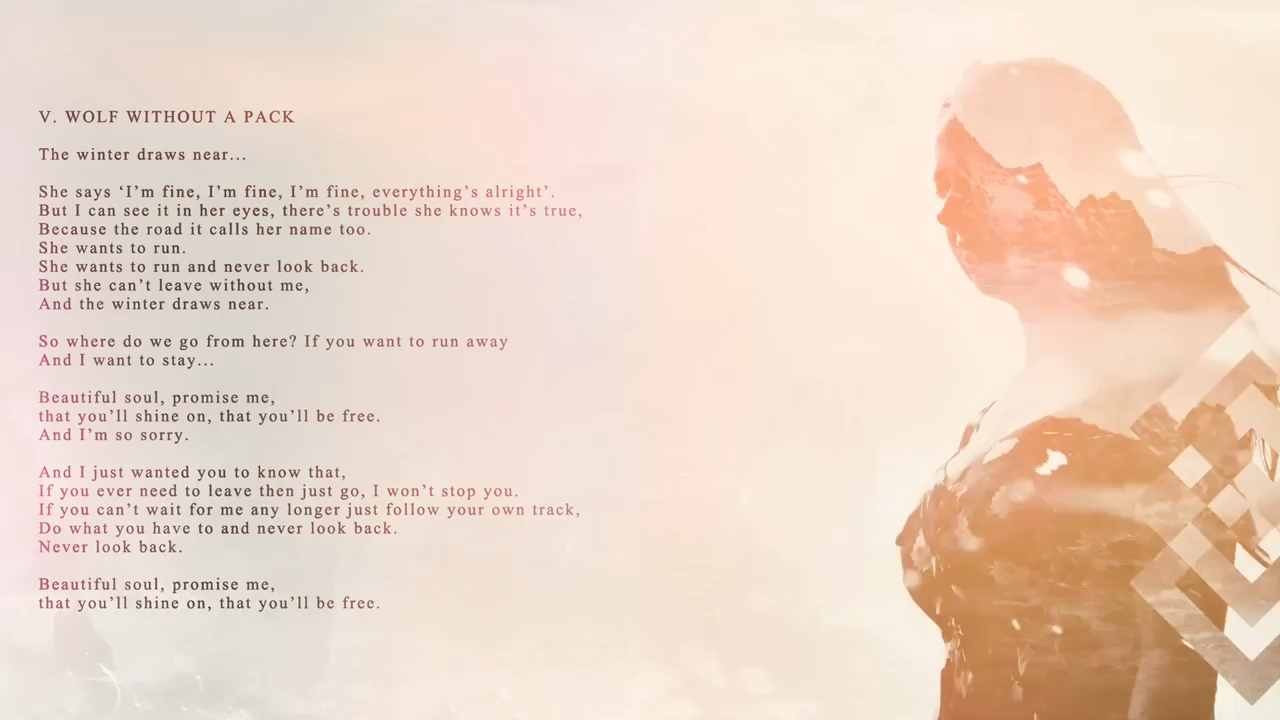 V. WOLF WITHOUT A PACK
The winter draws near...
She says ‘I’m fine, I’m fine, I’m fine, everything’s alright’.
But I can see it in her eyes, there’s trouble she knows it’s true,
Because the road it calls her name too.
She wants to run.
She wants to run and never look back.
But she can’t leave without me,
And the winter draws near.
So where do we go from here? If you want to run away
And I want to stay...
Beautiful soul, promise me,
that you’ll shine on, that you’ll be free.
And I’m so sorry.
And I just wanted you to know that,
If you ever need to leave then just go, I won’t stop you.
If you can’t wait for me any longer just follow your own track,
Do what you have to and never look back.
Never look back.
Beautiful soul, promise me,
that you’ll shine on, that you’ll be free.